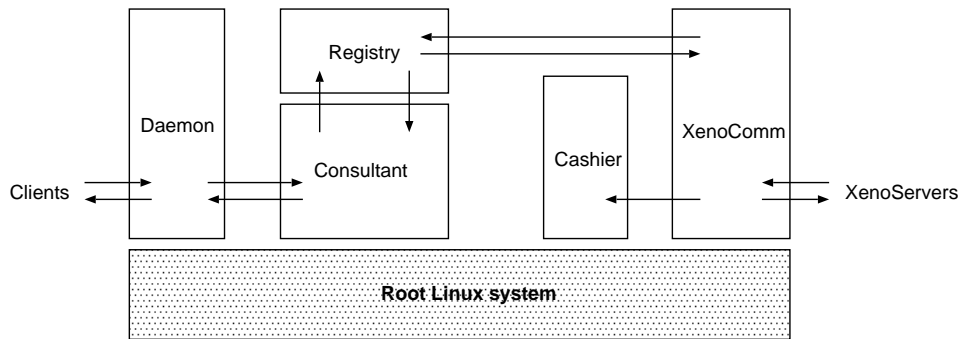 Registry
Daemon
XenoComm
Cashier
Consultant
Clients
XenoServers
Root Linux system